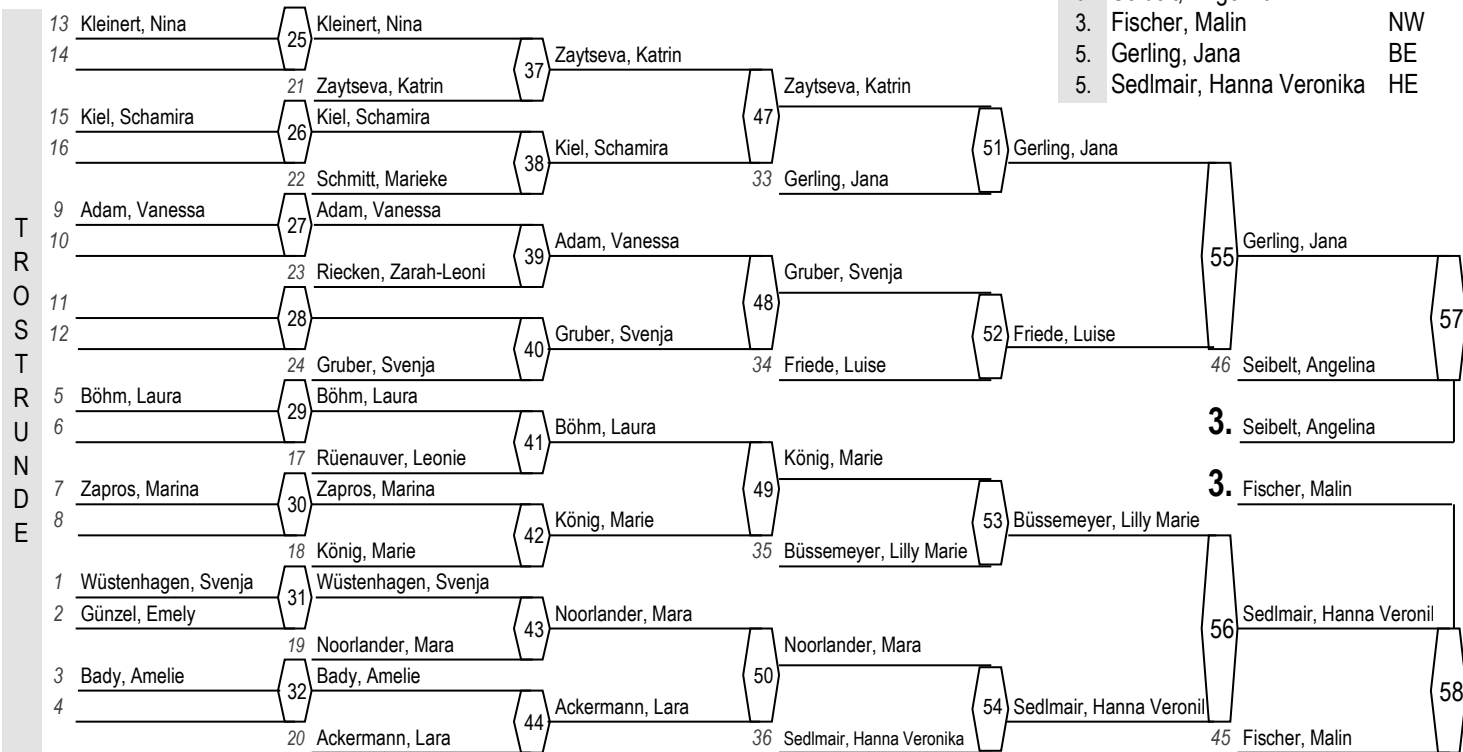 3. Fischer, Malin NW
5. Gerling, Jana BE
5. Sedlmair, Hanna Veronika HE
TROSTRUNDE
13 Kleinert, Nina
14
25
Kleinert, Nina
21 Zaytseva, Katrin
37
Zaytseva, Katrin
15 Kiel, Schamira
16
26
Kiel, Schamira
22 Schmitt, Marieke
38
Kiel, Schamira
47
Zaytseva, Katrin
33 Gerling, Jana
51
Gerling, Jana
9 Adam, Vanessa
10
27
Adam, Vanessa
23 Riecken, Zarah-Leoni
39
Adam, Vanessa
11
12
28
24 Gruber, Svenja
40
Gruber, Svenja
48
Gruber, Svenja
34 Friede, Luise
52
Friede, Luise
55
Gerling, Jana
46 Seibelt, Angelina
57
3. Seibelt, Angelina
5 Böhm, Laura
6
29
Böhm, Laura
17 Rüenauver, Leonie
41
Böhm, Laura
7 Zapros, Marina
8
30
Zapros, Marina
18 König, Marie
42
König, Marie
49
König, Marie
35 Büssemeyer, Lilly Marie
53
Büssemeyer, Lilly Marie
1 Wüstenhagen, Svenja
2 Günzel, Emely
31
Wüstenhagen, Svenja
19 Noorlander, Mara
43
Noorlander, Mara
3 Bady, Amelie
4
32
Bady, Amelie
20 Ackermann, Lara
44
Ackermann, Lara
50
Noorlander, Mara
36 Sedlmair, Hanna Veronika
54
Sedlmair, Hanna Veronil
56
3. Fischer, Malin
Sedlmair, Hanna Veronil
45 Fischer, Malin
58